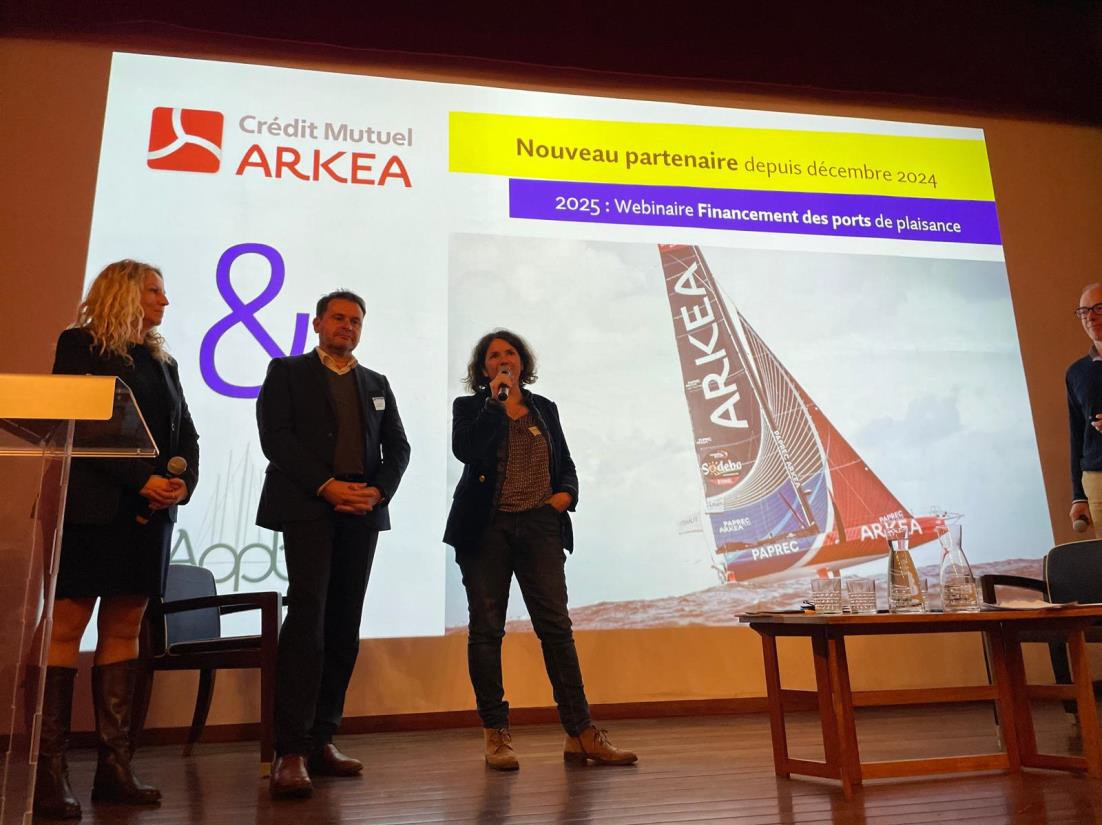 Crédit Mutuel
ARKEA
Nouveau partenaire depuis décembre 2024
2025 : Webinaire Financement des ports de plaisance
&
ARKEA
Sodebo
PAPREC
ARKEA
PAPREC
PAPREC
ARKEA